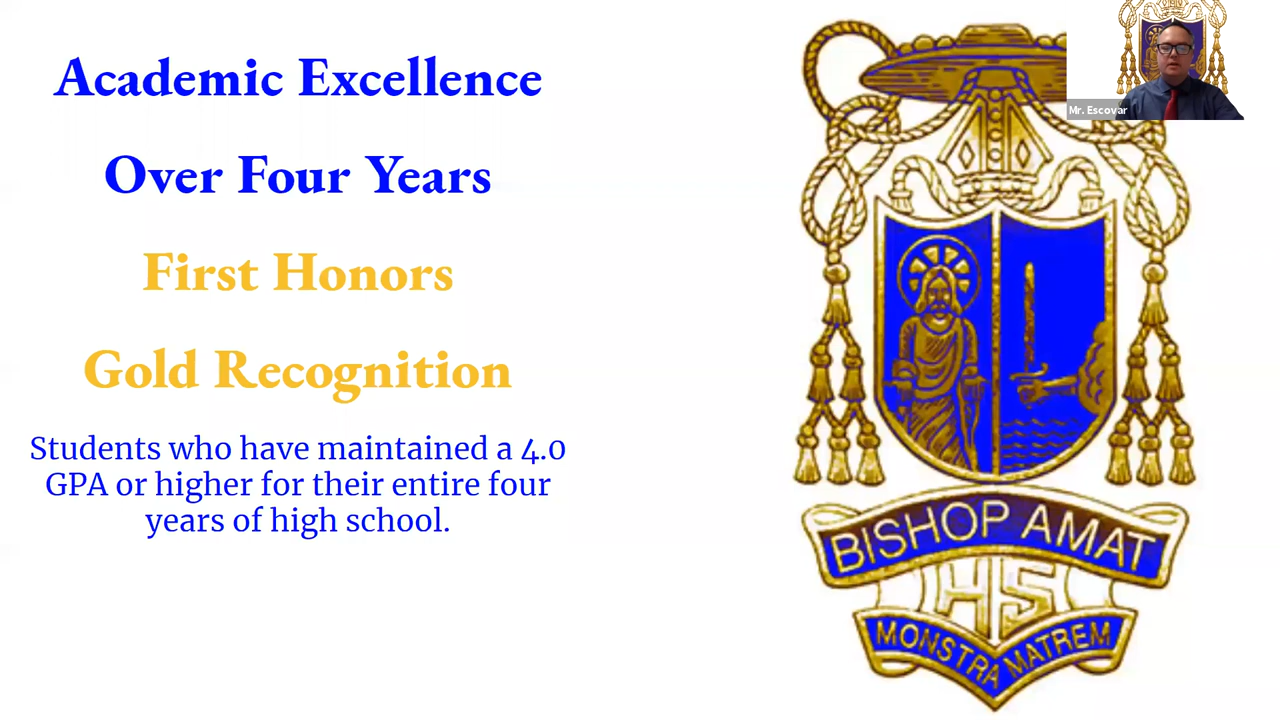 Academic Excellence
Over Four Years
First Honors
Gold Recognition
Students who have maintained a 4.0
GPA or higher for their entire four
years of high school.
Mr. Escovar
BISHOP AMAT
HS
MONSTRA MATREM